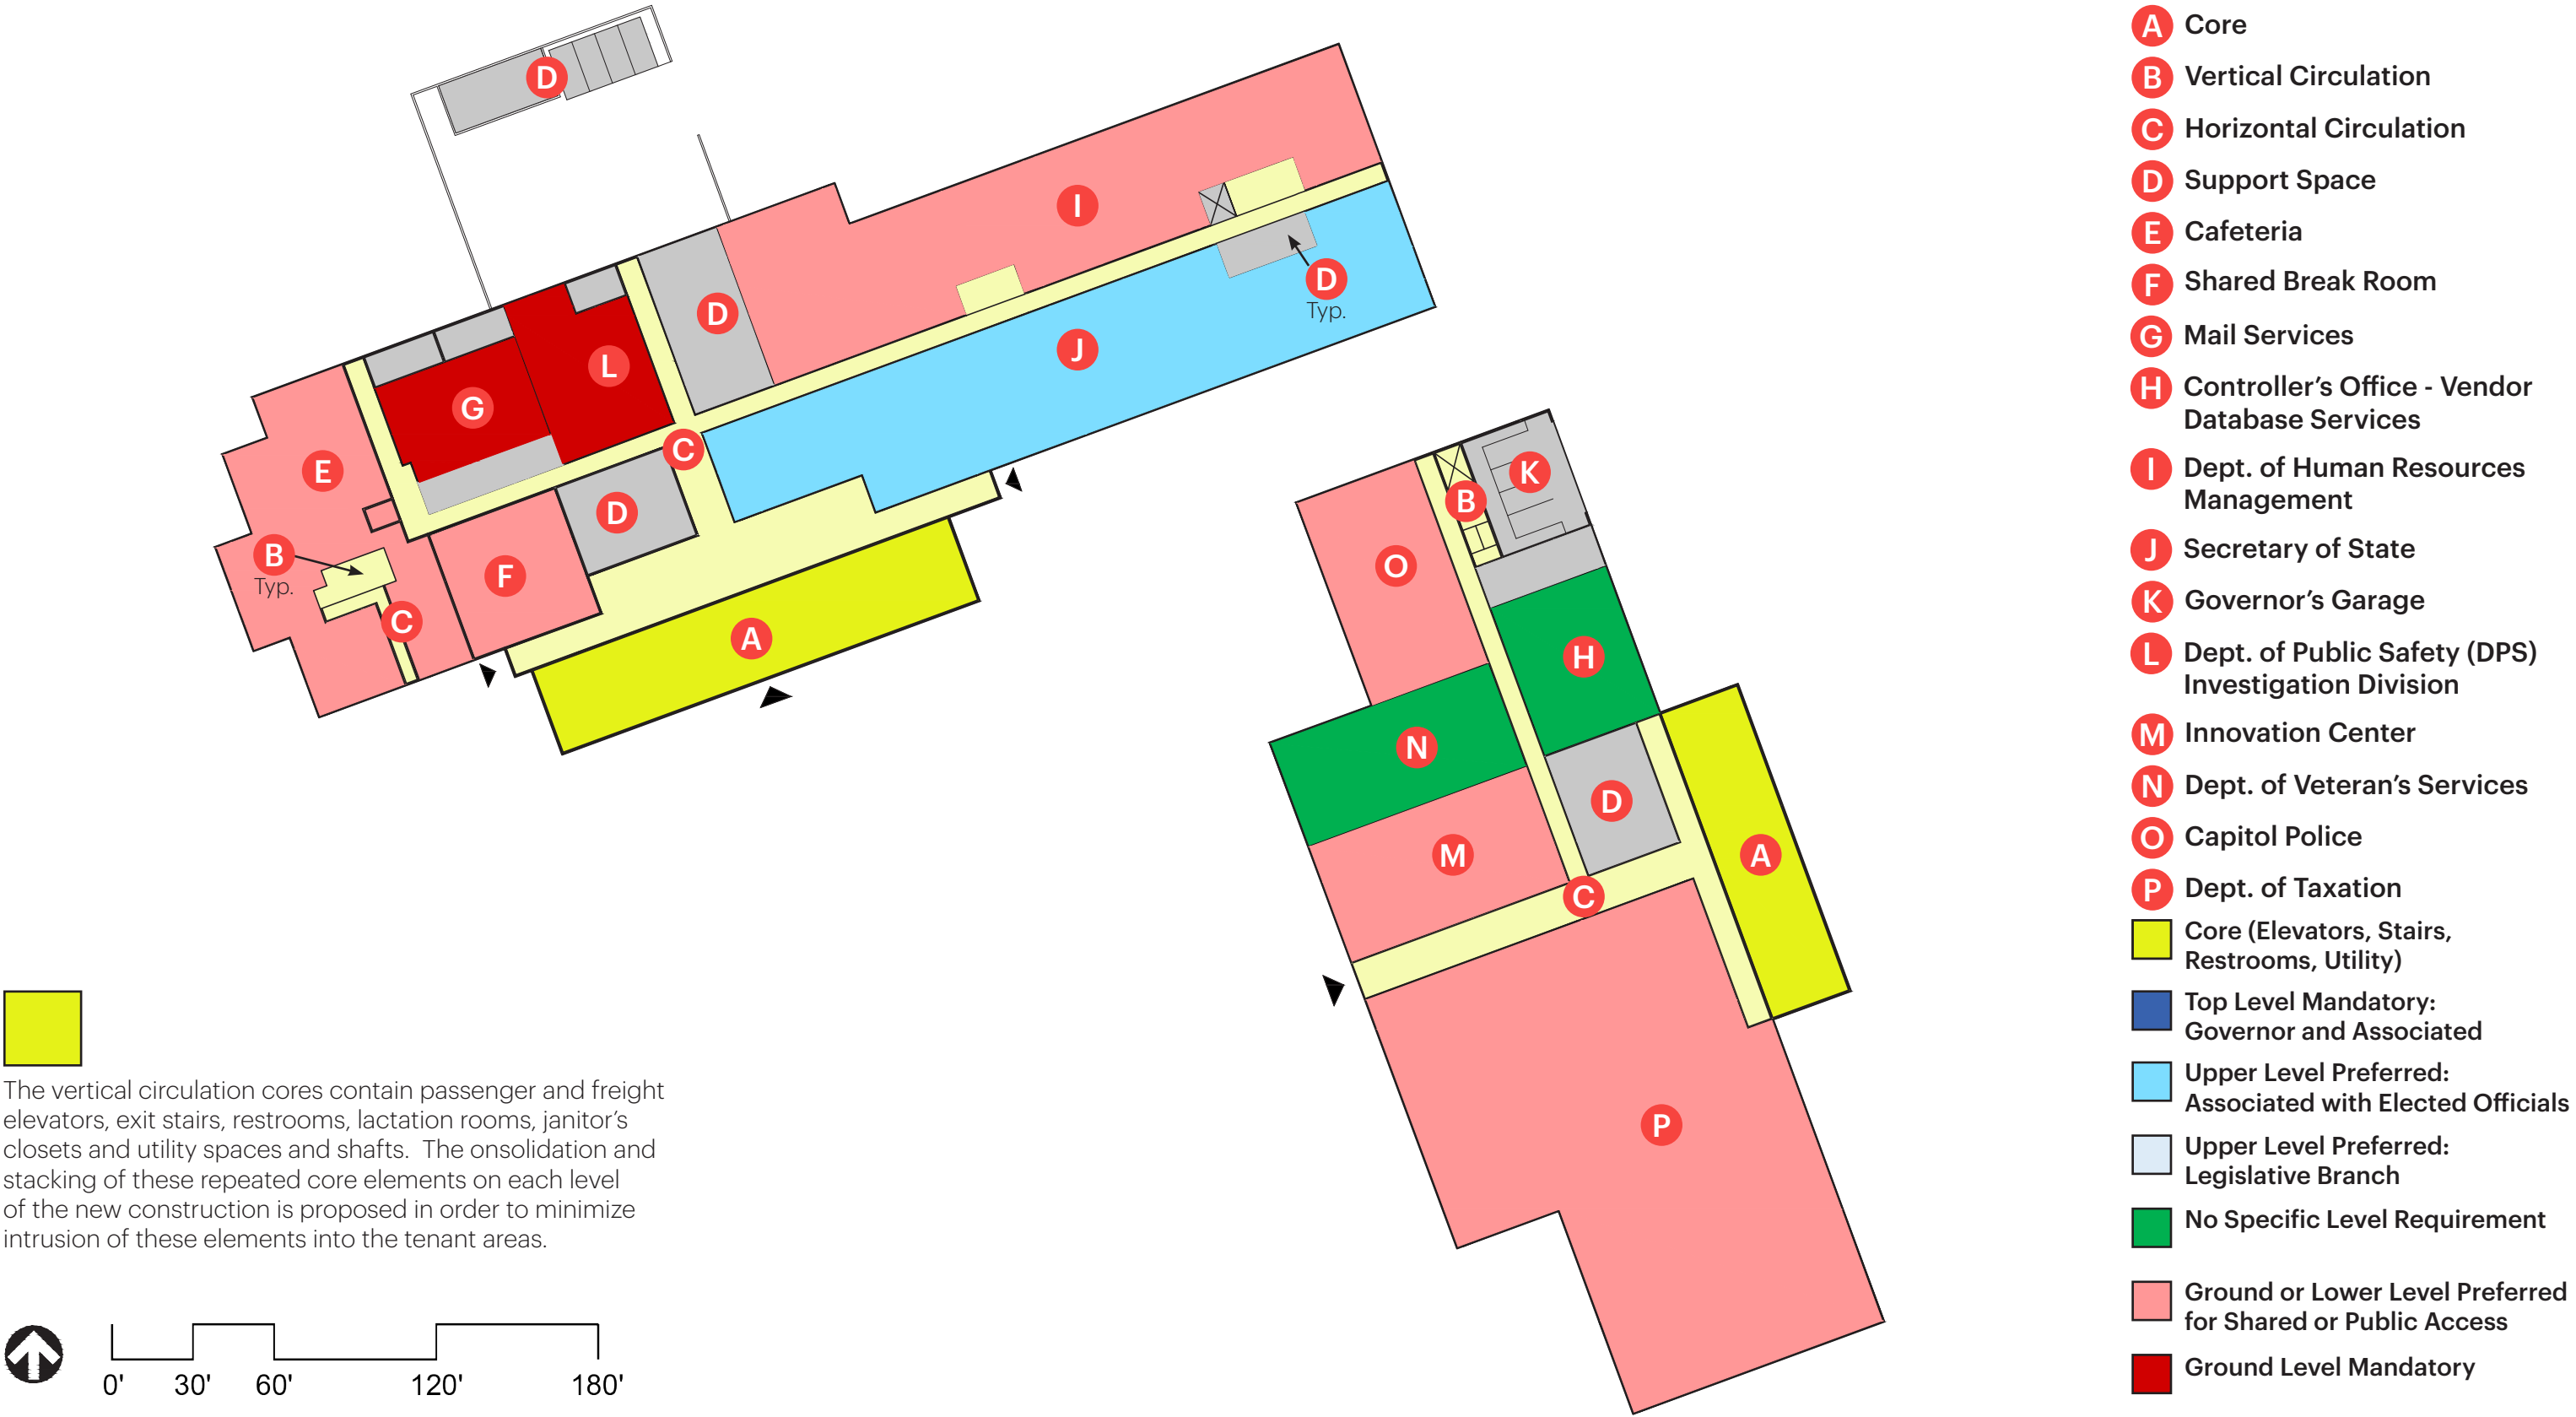 D
I
D
L
G
E
D
Typ.
J
C
D
F
B
Typ.
C
A
K
B
O
H
N
D
M
A
C
P
A Core
B Vertical Circulation
C Horizontal Circulation
D Support Space
E Cafeteria
F Shared Break Room
G Mail Services
H Controller’s Office - Vendor
Database Services
I Dept. of Human Resources
Management
J Secretary of State
K Governor’s Garage
L Dept. of Public Safety (DPS)
Investigation Division
M Innovation Center
N Dept. of Veteran’s Services
O Capitol Police
P Dept. of Taxation
Core (Elevators, Stairs,
Restrooms, Utility)
Top Level Mandatory:
Governor and Associated
Upper Level Preferred:
Associated with Elected Officials
Upper Level Preferred:
Legislative Branch
No Specific Level Requirement
Ground or Lower Level Preferred
for Shared or Public Access
Ground Level Mandatory
The vertical circulation cores contain passenger and freight
elevators, exit stairs, restrooms, lactation rooms, janitor’s
closets and utility spaces and shafts.  The onsolidation and
stacking of these repeated core elements on each level
of the new construction is proposed in order to minimize
intrusion of these elements into the tenant areas.
0' 30' 60' 120' 180'